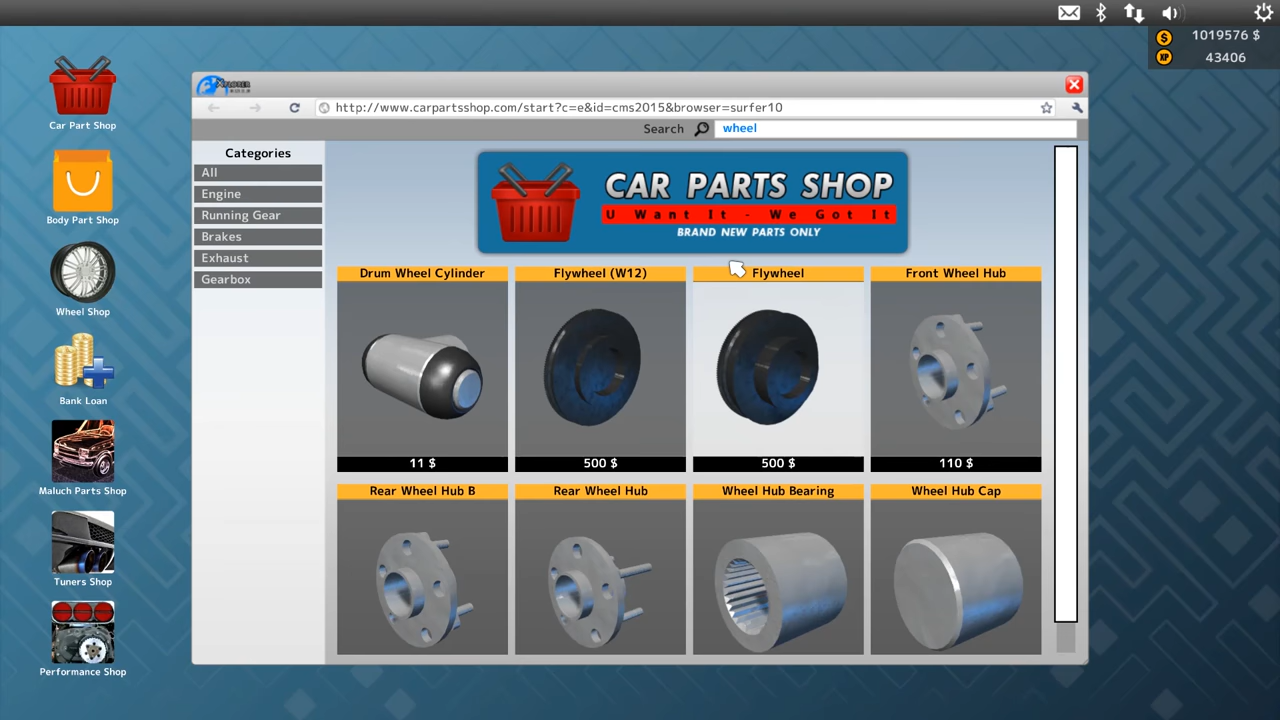 1019576 $
43406
Car Part Shop
Body Part Shop
Wheel Shop
Bank Loan
Maluch Parts Shop
Tuners Shop
Performance Shop
http://www.carpartsshop.com/start?c=e&id=cms2015&browser=surfer10
Search
wheel
Categories
All
Engine
Running Gear
Brakes
Exhaust
Gearbox
CAR PARTS SHOP
U Want It - We Got It
BRAND NEW PARTS ONLY
Drum Wheel Cylinder
Flywheel (W12)
Flywheel
Front Wheel Hub
11 $
500 $
500 $
110 $
Rear Wheel Hub B
Rear Wheel Hub
Wheel Hub Bearing
Wheel Hub Cap
$
XP